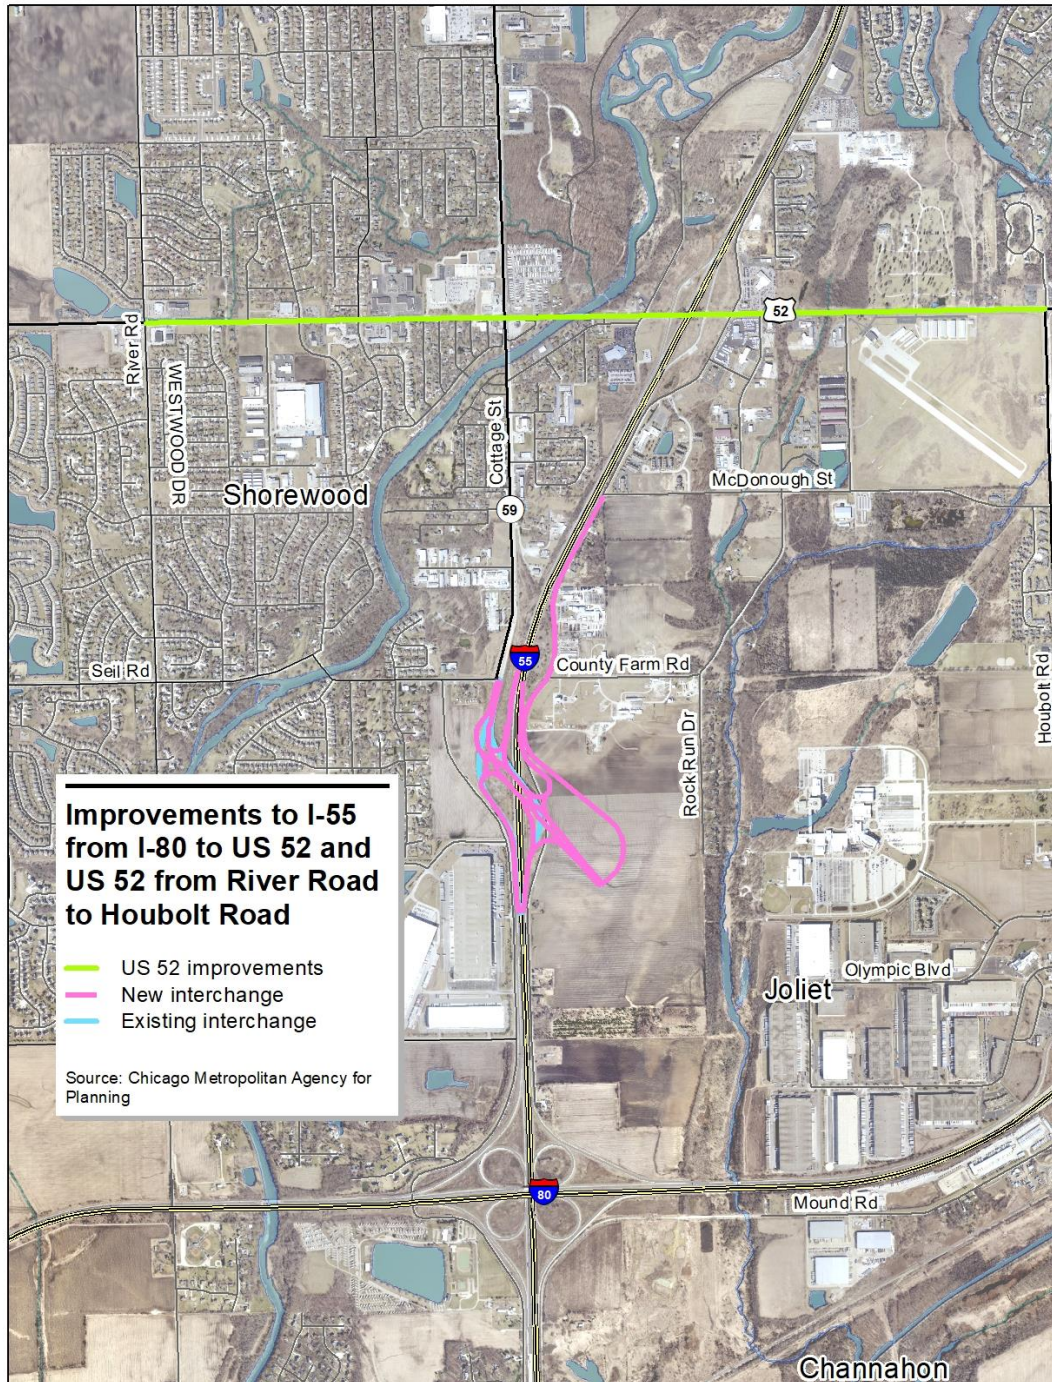 52
River Rd
WESTWOOD DR
Cottage St
McDonough St
Shorewood
59
Seil Rd
55
County Farm Rd
Rock Run Dr
Houbolt Rd
Improvements to I-55
from I-80 to US 52 and
US 52 from River Road
to Houbolt Road
US 52 improvements
New interchange
Existing interchange
Source: Chicago Metropolitan Agency for
Planning
Olympic Blvd
Joliet
80
Mound Rd
Channahon